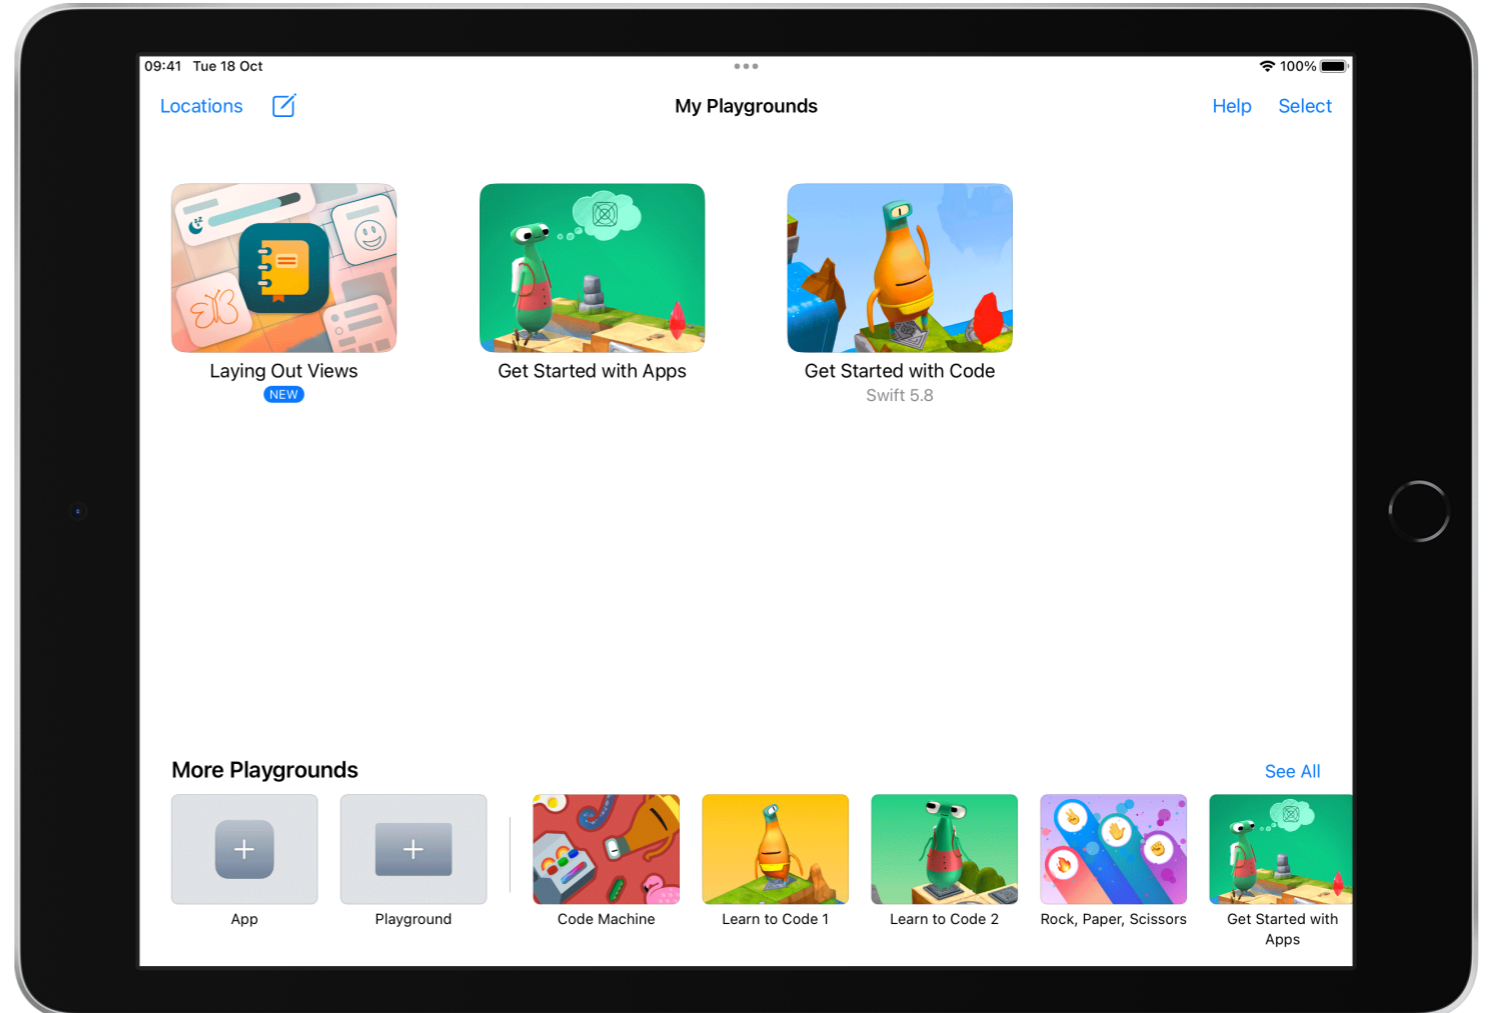 09:41 Tue 18 Oct
100%
Locations
My Playgrounds
Help Select
Laying Out Views
NEW
Get Started with Apps
Get Started with Code
Swift 5.8
More Playgrounds
See All
App
Playground
Code Machine
Learn to Code 1
Learn to Code 2
Rock, Paper, Scissors
Get Started with
Apps